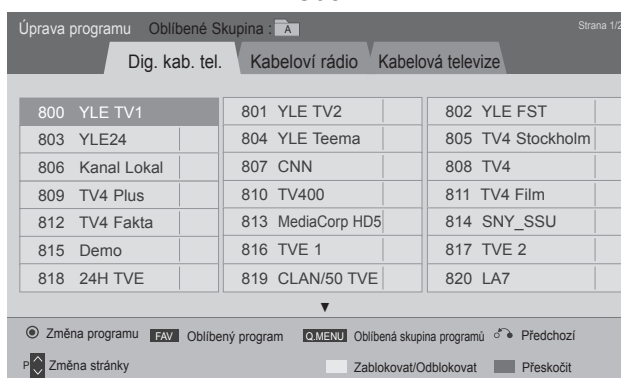 Úprava programu Oblíbené Skupina : A Strana 1/2
Dig. kab. tel. Kabeloví rádio Kabelová televize
800 YLE TV1 801 YLE TV2 802 YLE FST
803 YLE24 804 YLE Teema 805 TV4 Stockholm
806 Kanal Lokal 807 CNN 808 TV4
809 TV4 Plus 810 TV400 811 TV4 Film
812 TV4 Fakta 813 MediaCorp HD5 814 SNY_SSU
815 Demo 816 TVE 1 817 TVE 2
818 24H TVE 819 CLAN/50 TVE 820 LA7
Změna programu FAV Oblíbený program Q.MENU Oblíbená skupina programů Předchozí
P Změna stránky Zablokovat/Odblokovat Přeskočit